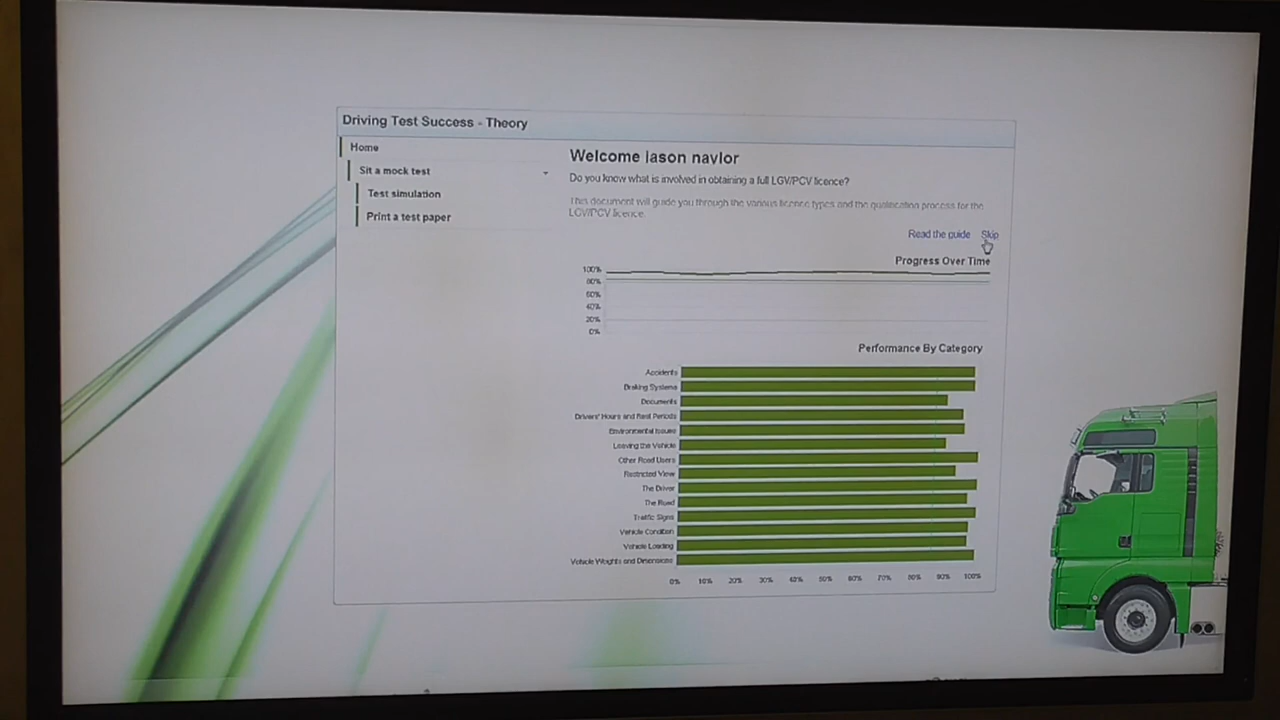 Driving Test Success - Theory
Home
Sit a mock test
Test simulation
Print a test paper
Welcome Iason navlor
Do you know what is involved in obtaining a full LGV/PCV licence?
This document will guide you through the various licence types and the qualification process for the
LGV/PCV licence.
Read the guide Skip
Progress Over Time
100%
80%
60%
40%
20%
0%
Performance By Category
Accidents
Braking Systems
Documents
Drivers' Hours and Rest Periods
Environmental Issues
Leaving the Vehicle
Other Road Users
Restricted View
The Driver
The Road
Traffic Signs
Vehicle Condition
Vehicle Loading
Vehicle Weights and Dimensions
0% 10% 20% 30% 40% 50% 60% 70% 80% 90% 100%